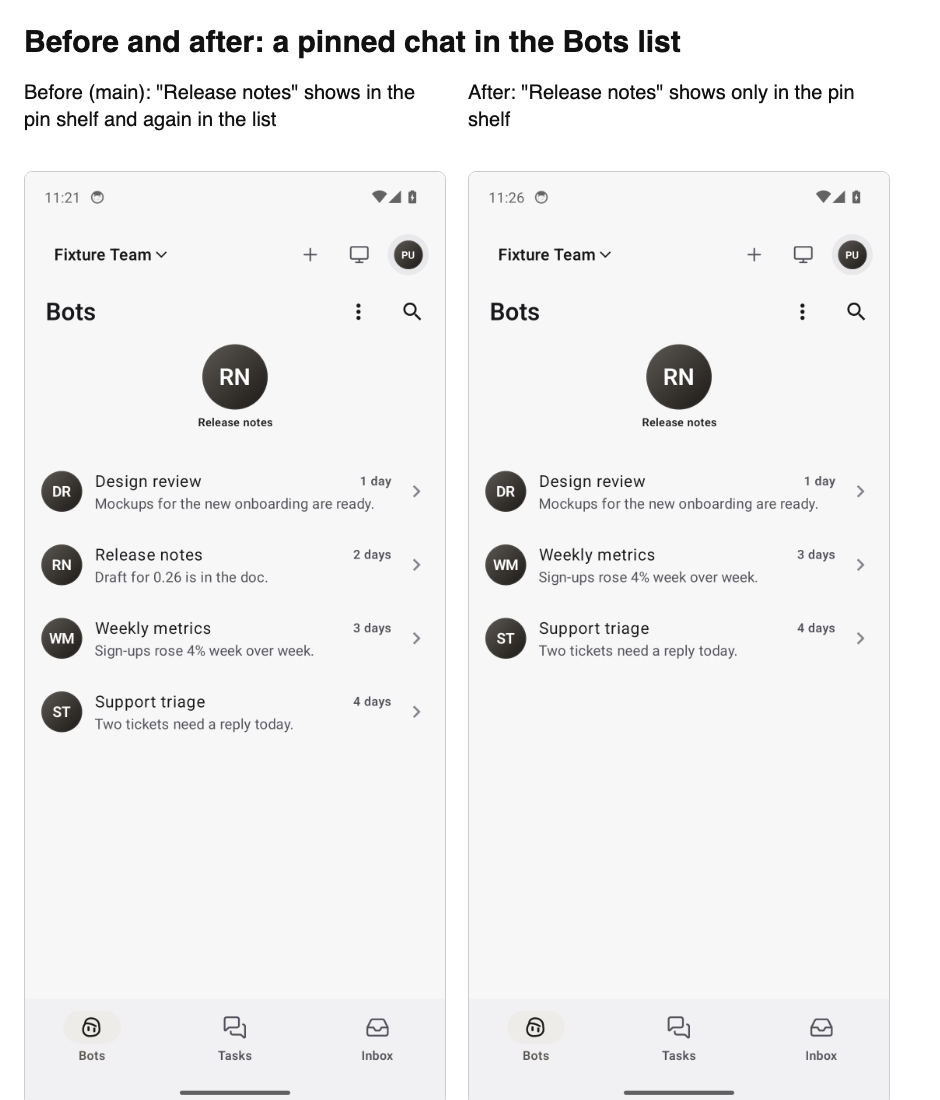 Before and after: a pinned chat in the Bots list
Before (main): "Release notes" shows in the
pin shelf and again in the list
After: "Release notes" shows only in the pin
shelf
11:21
Fixture Team
PU
Bots
RN
Release notes
DR
Design review
1 day
Mockups for the new onboarding are ready.
RN
Release notes
2 days
Draft for 0.26 is in the doc.
WM
Weekly metrics
3 days
Sign-ups rose 4% week over week.
ST
Support triage
4 days
Two tickets need a reply today.
Bots
Tasks
Inbox
11:26
Fixture Team
PU
Bots
RN
Release notes
DR
Design review
1 day
Mockups for the new onboarding are ready.
WM
Weekly metrics
3 days
Sign-ups rose 4% week over week.
ST
Support triage
4 days
Two tickets need a reply today.
Bots
Tasks
Inbox